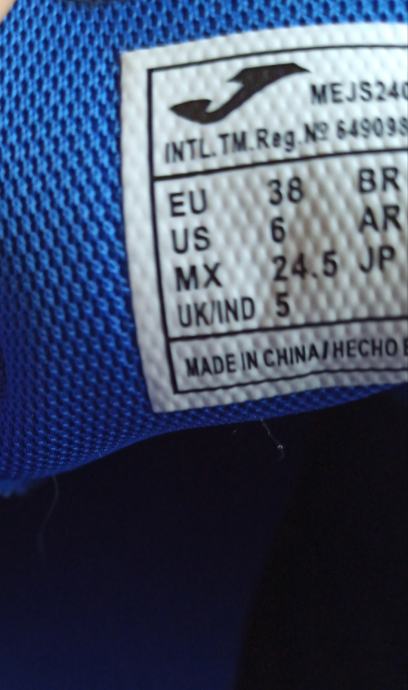 MEJS240
INTL.TM.Reg.Nº 649098
EU 38 BR
US 6 AR
MX 24.5 JP
UK/IND 5
MADE IN CHINA/HECHO E